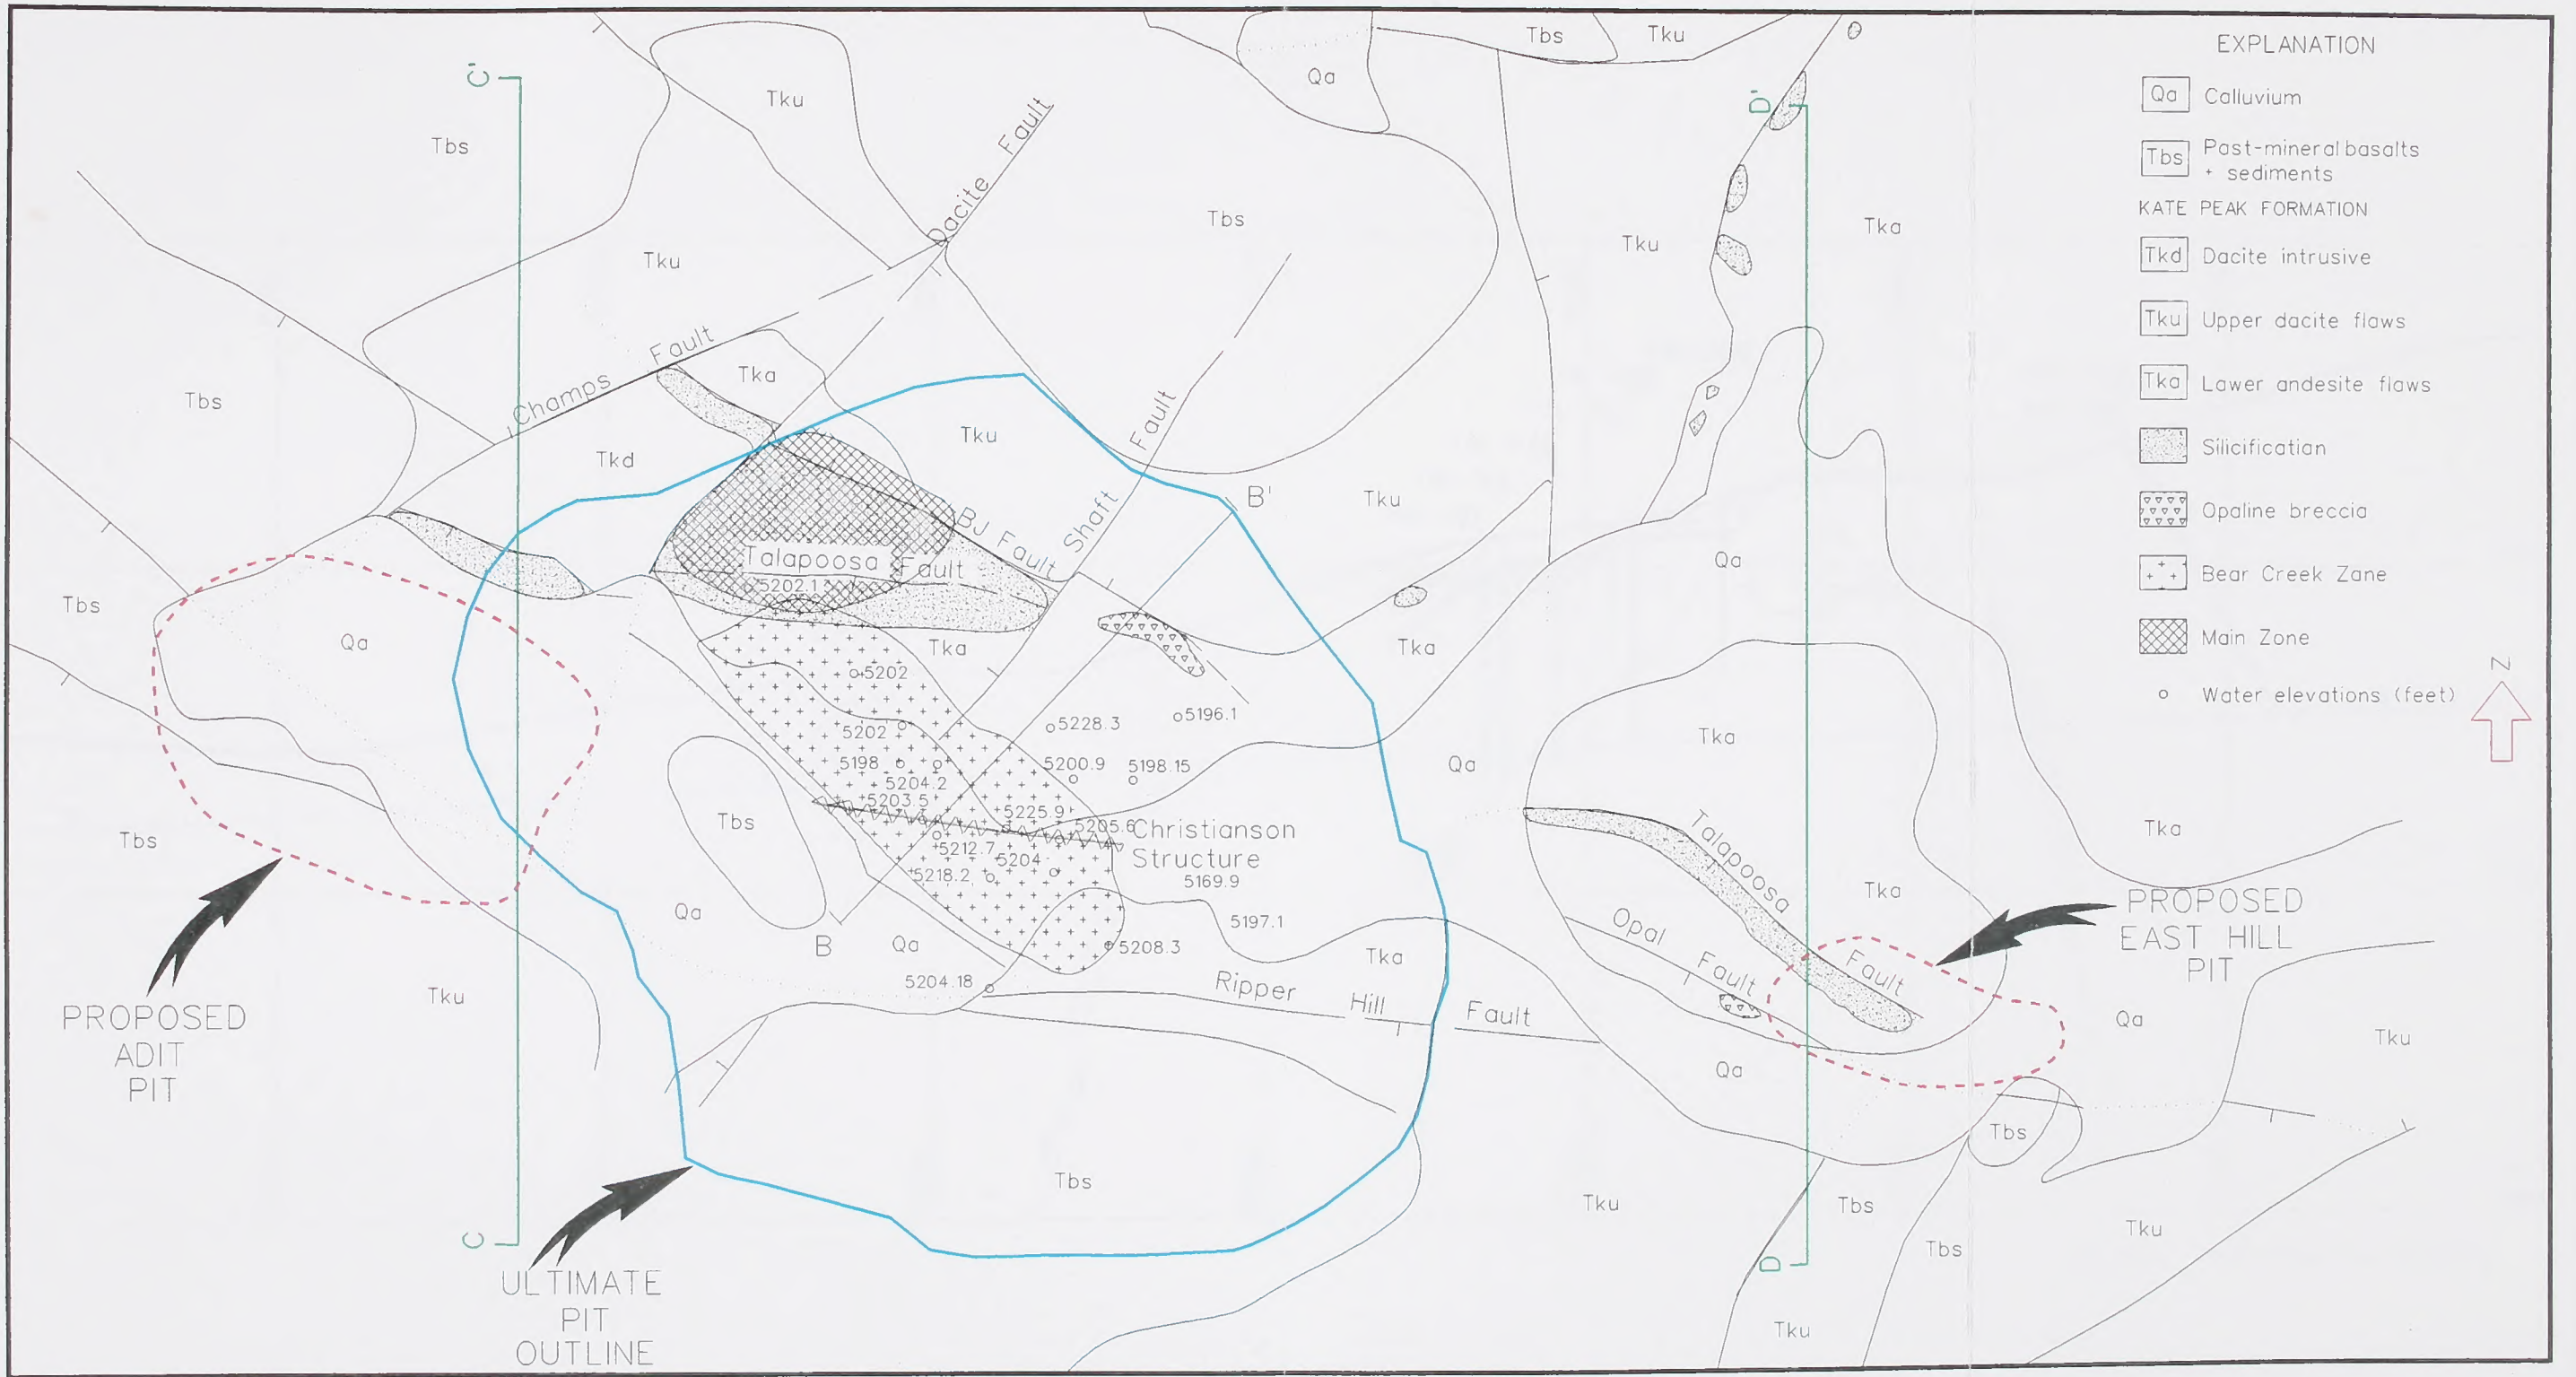 EXPLANATION
Qa Calluvium
Tbs Past-mineral basalts
+ sediments
KATE PEAK FORMATION
Tkd Dacite intrusive
Tku Upper dacite flaws
Tka Lawer andesite flaws
Silicification
Opaline breccia
Bear Creek Zane
Main Zone
Water elevations (feet)
N
Tbs
Tku
Qa
C'
Tku
D'
Tbs
Dacite Fault
Tbs
Tku
Tka
Tku
Champs Fault
Tka
Tbs
Tkd
Tku
Shaft Fault
B'
Tku
BJ Fault
Talapoosa Fault
5202.1
Qa
Tbs
Qa
Tka
Tka
5202
5228.3
5196.1
5202
Tka
5198
5204.2
5200.9
5198.15
Qa
5203.5
5225.9
5205.6
Christianson
Structure
Tbs
Tbs
5212.7
5204
5218.2
5169.9
Talapoosa Fault
Tka
Tka
Qa
Qa
B
5197.1
5208.3
Tka
Opal Fault
PROPOSED
EAST HILL
PIT
5204.18
Ripper Hill Fault
Tku
Qa
Tku
PROPOSED
ADIT
PIT
Qa
Tbs
Tbs
Tku
Tbs
Tbs
Tku
C
D
ULTIMATE
PIT
OUTLINE
Tku